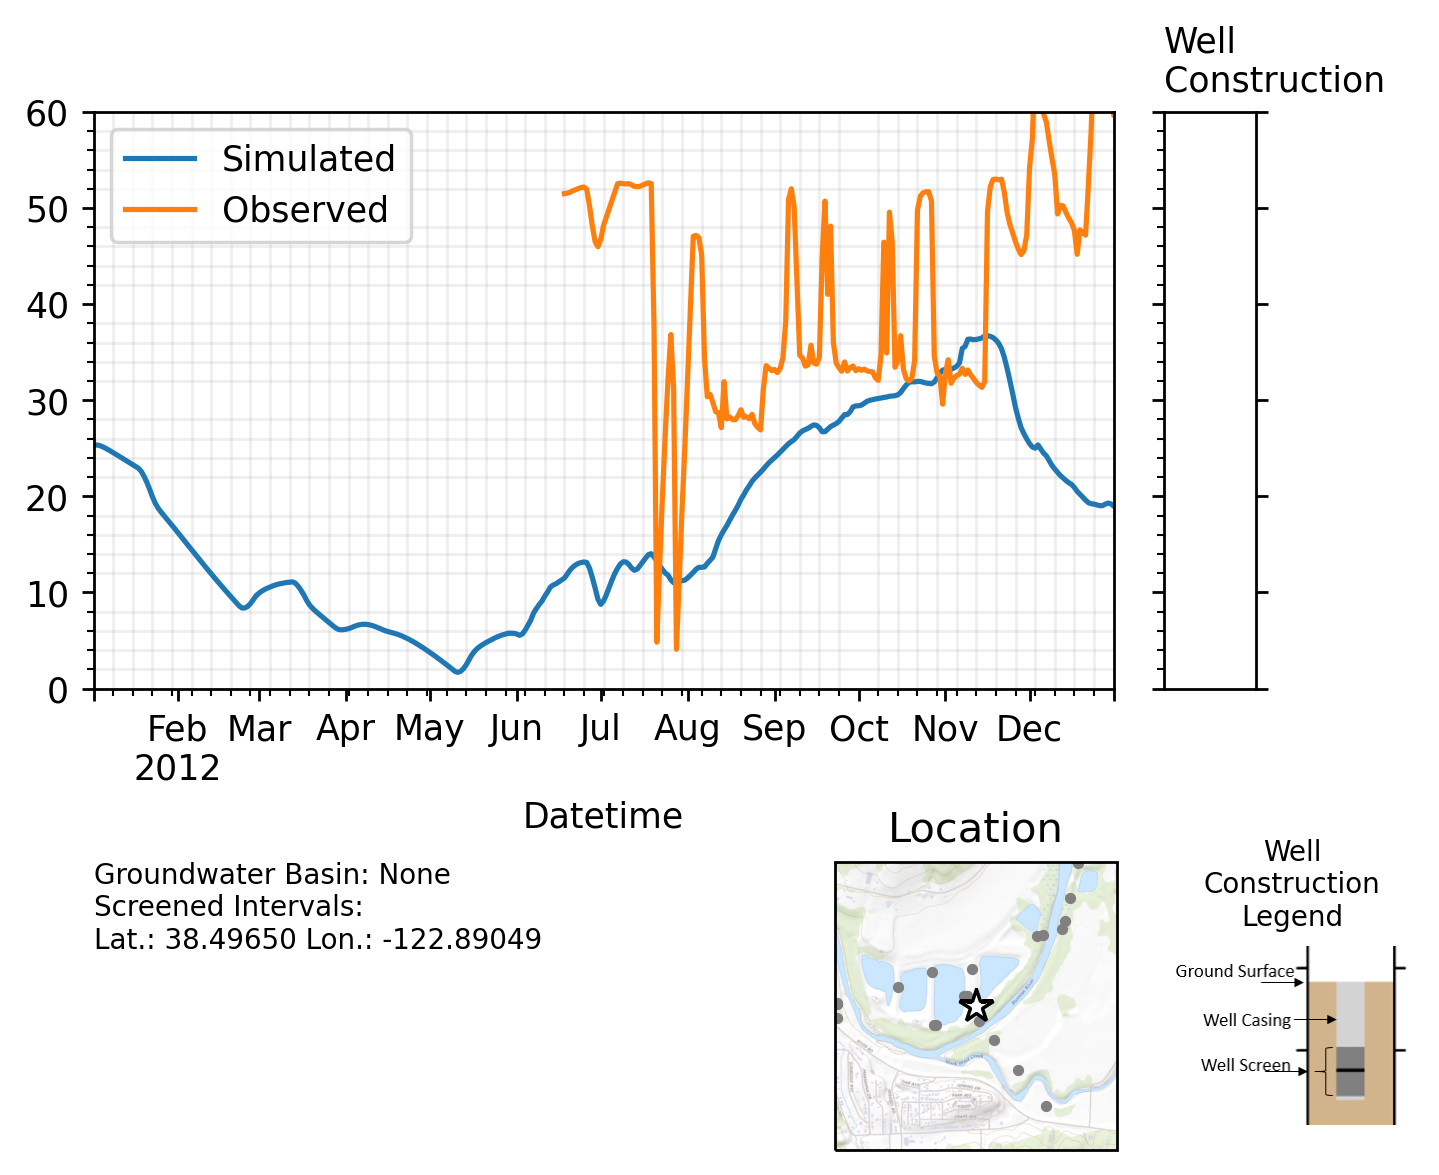 Well
Construction
60
50
40
30
20
10
0
Simulated
Observed
Feb Mar Apr May Jun Jul Aug Sep Oct Nov Dec
2012
Datetime
Groundwater Basin: None
Screened Intervals:
Lat.: 38.49650 Lon.: -122.89049
Location
Well
Construction
Legend
Ground Surface
Well Casing
Well Screen